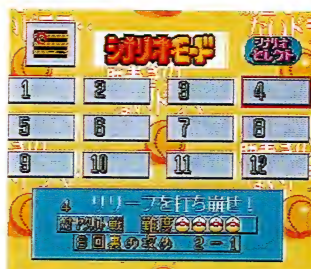 シナリオモード
シナリオ
セレクト
1 2 3 4
5 6 7 8
9 10 11 12
4 リリーフを打ち崩せ！
難度
8回裏の攻め 2-1